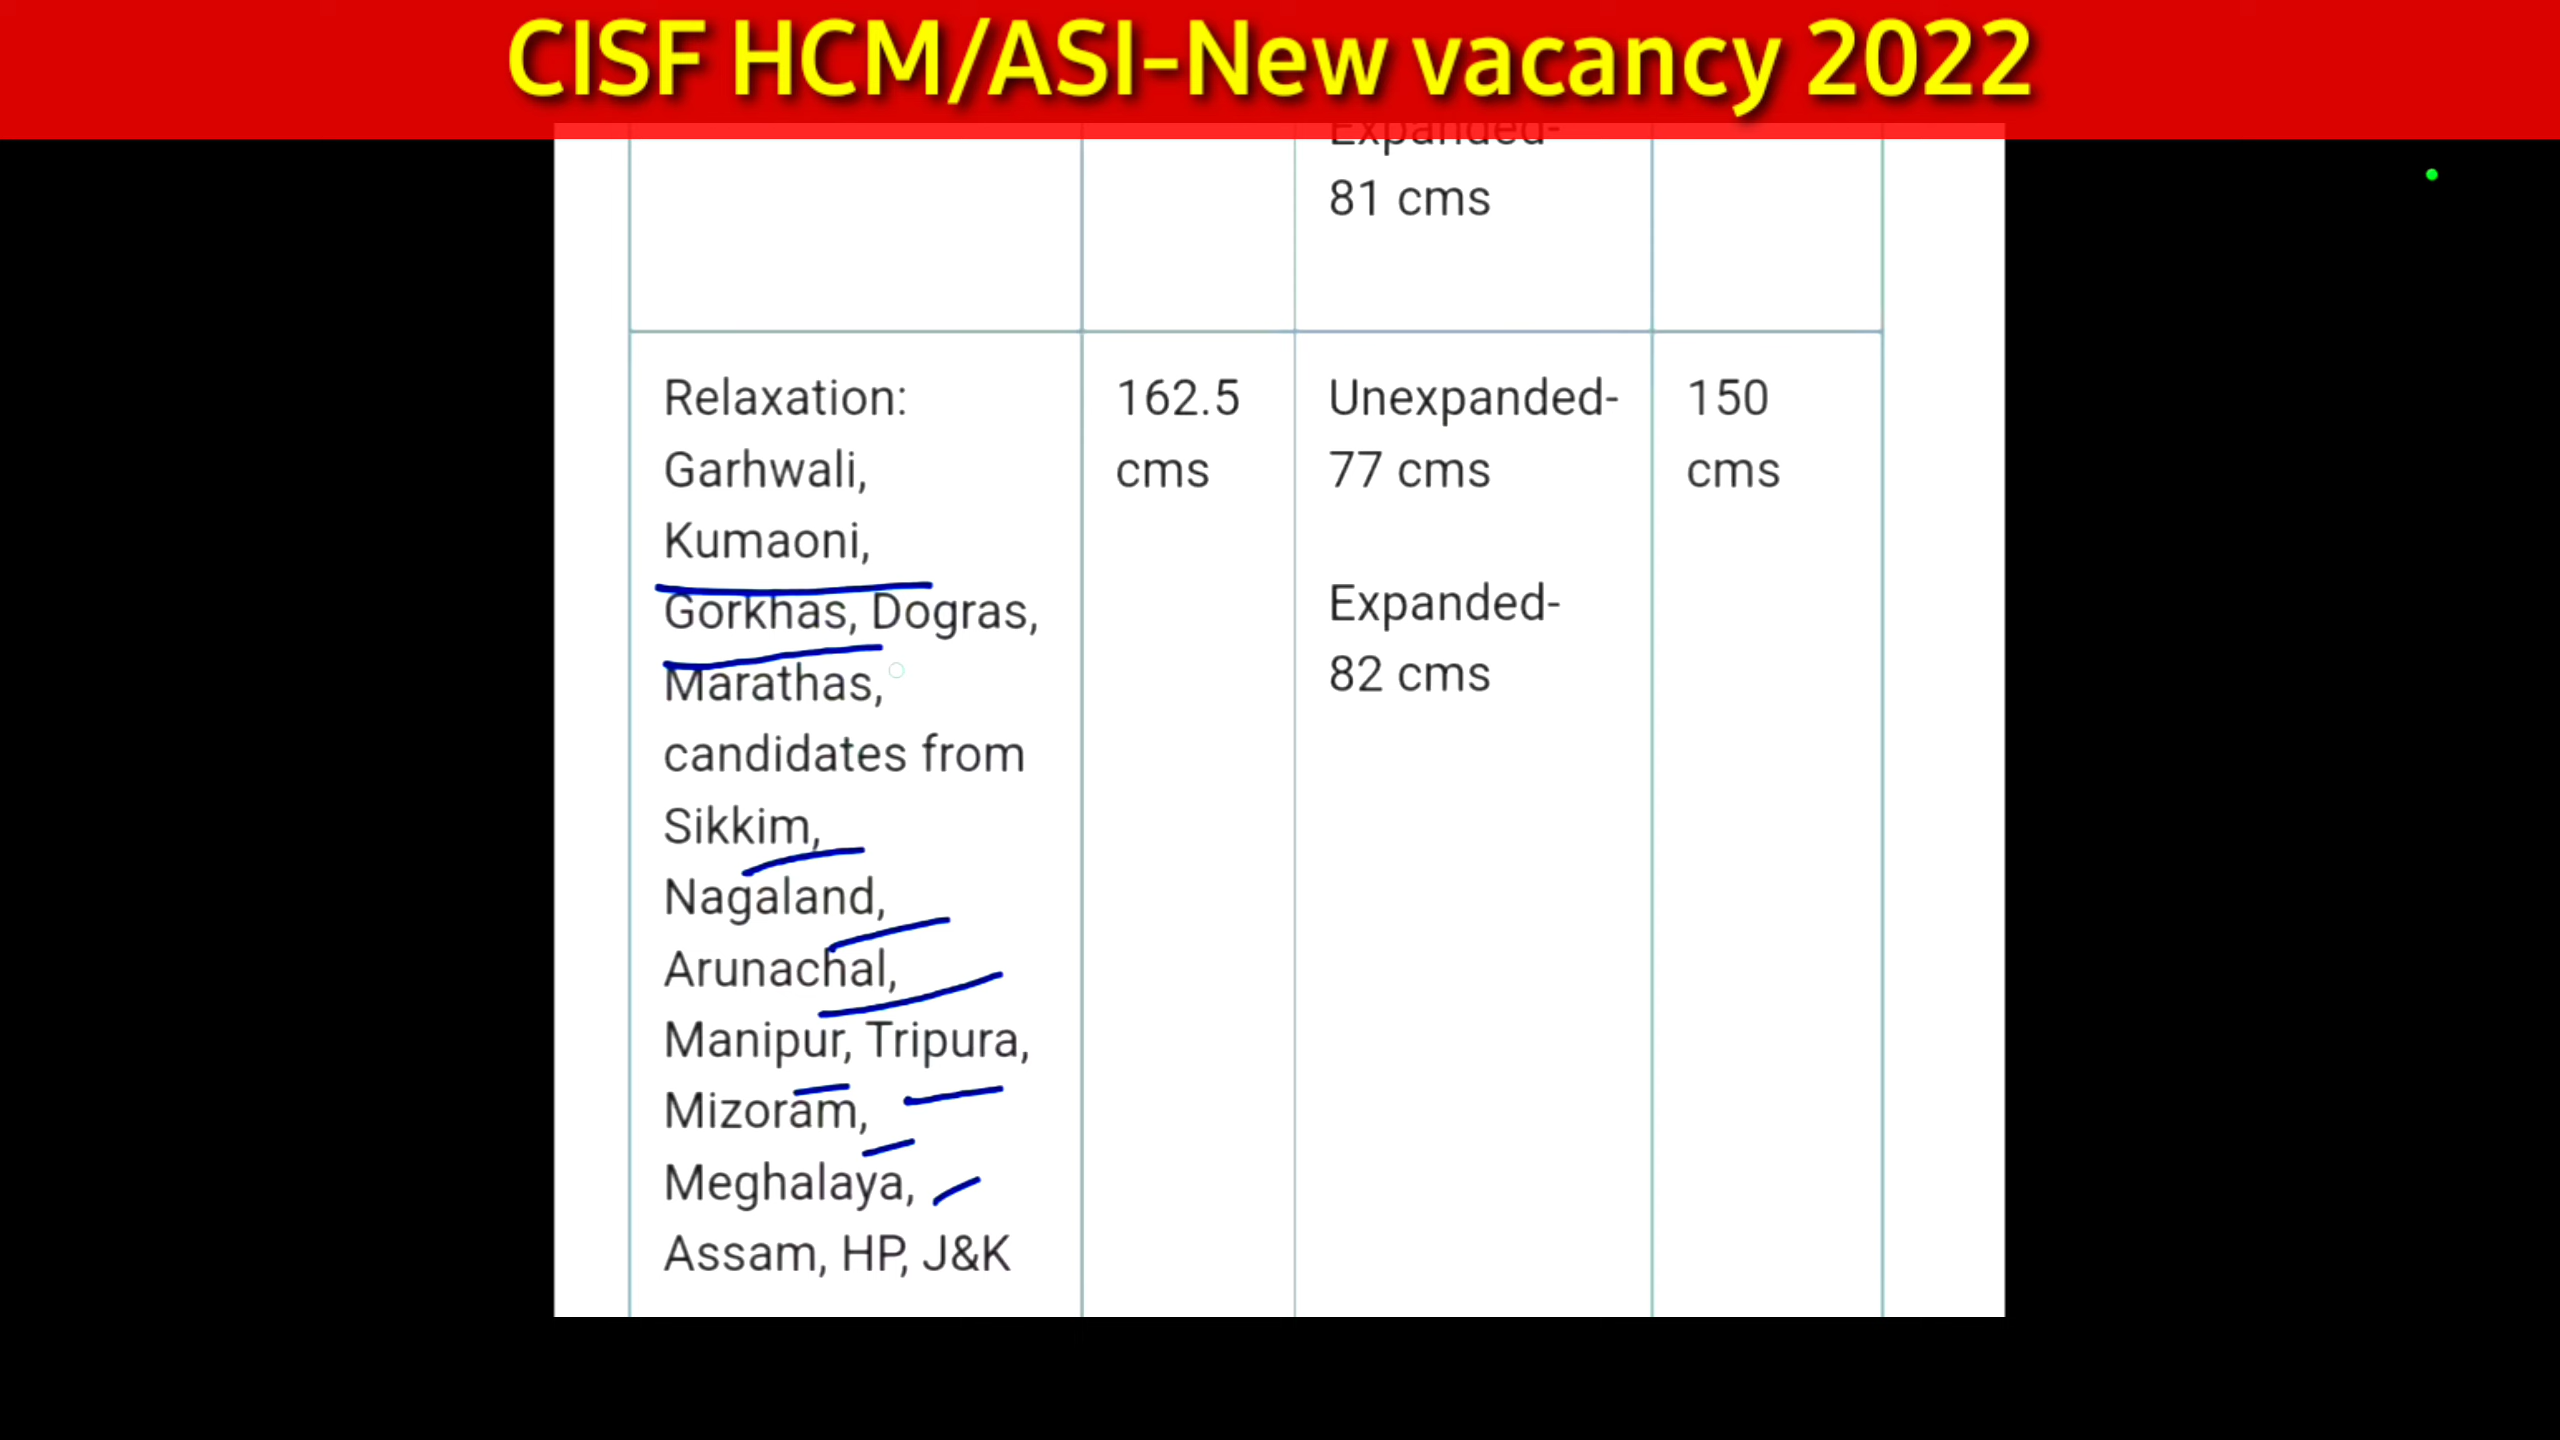 CISF HCM/ASI-New vacancy 2022
Expanded-
81 cms
Relaxation:
Garhwali,
Kumaoni,
Gorkhas, Dogras,
Marathas,
candidates from
Sikkim,
Nagaland,
Arunachal,
Manipur, Tripura,
Mizoram,
Meghalaya,
Assam, HP, J&K
162.5
cms
Unexpanded-
77 cms
Expanded-
82 cms
150
cms